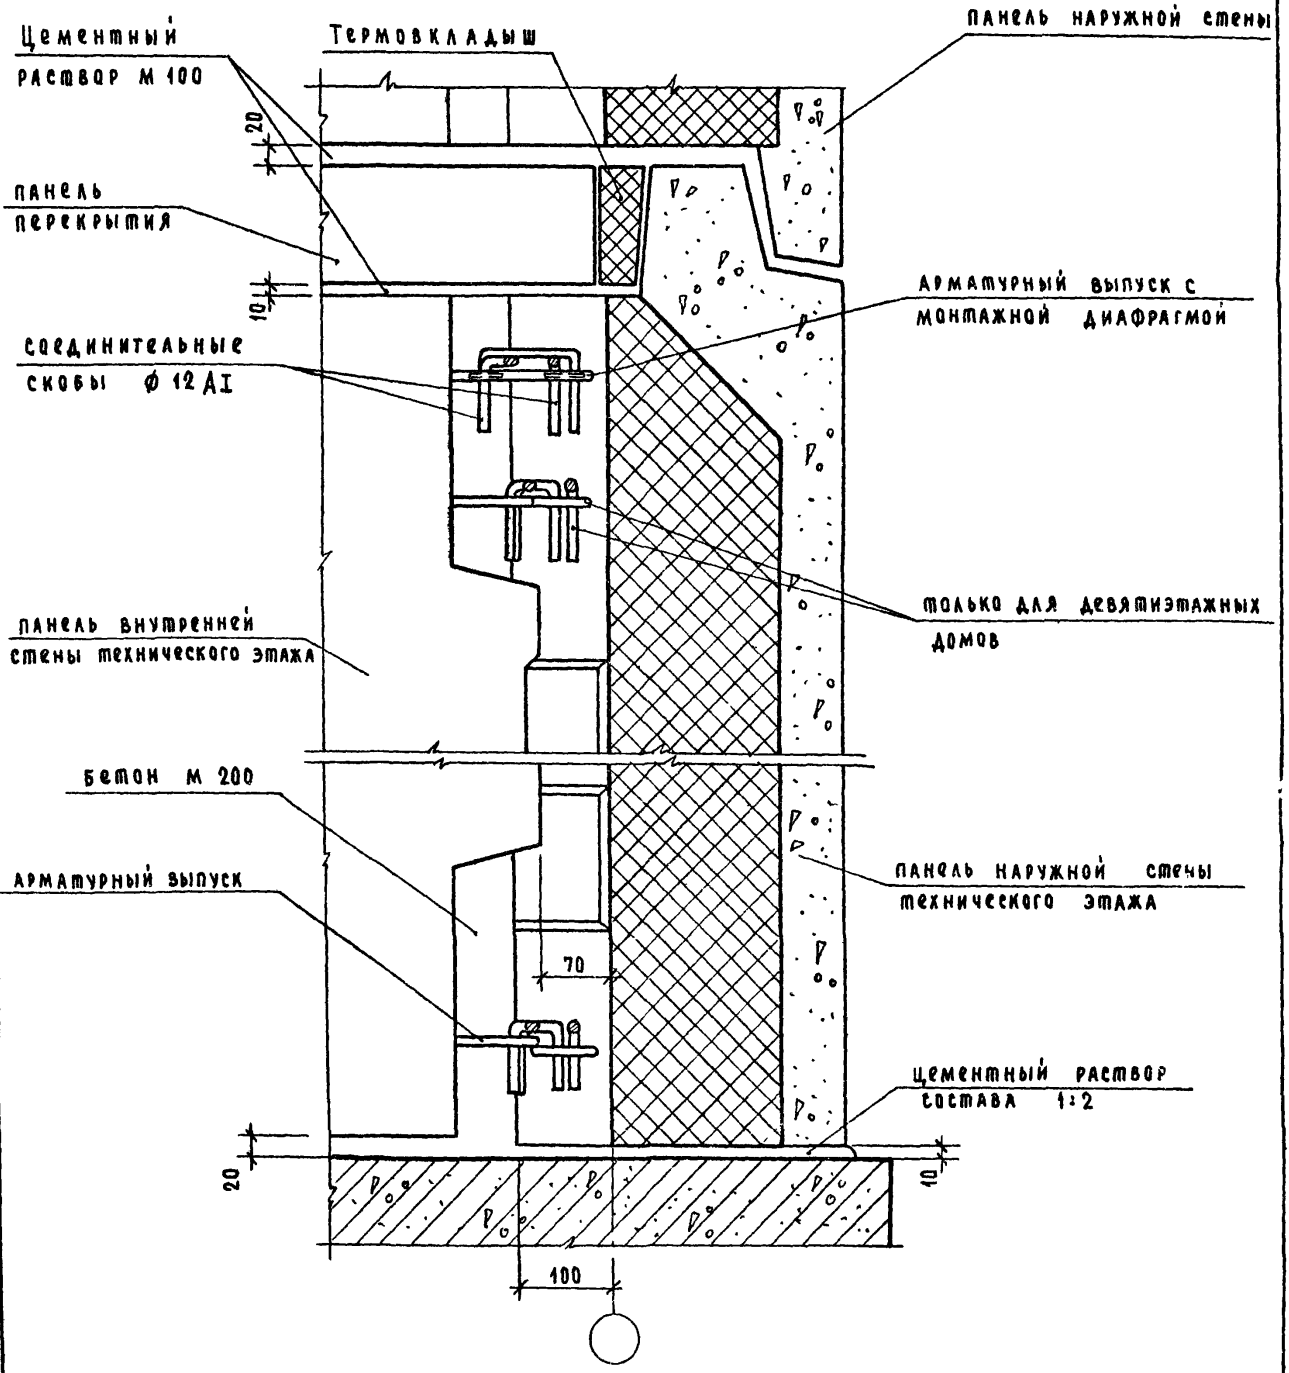 Цементный
раствор М 100
Термовкладыш
панель наружной стены
20
панель
перекрытия
10
арматурный выпуск с
монтажной диафрагмой
соединительные
скобы Ф 12 АI
только для девятиэтажных
домов
панель внутренней
стены технического этажа
бетон М 200
арматурный выпуск
панель наружной стены
технического этажа
70
цементный раствор
состава 1:2
20
10
100